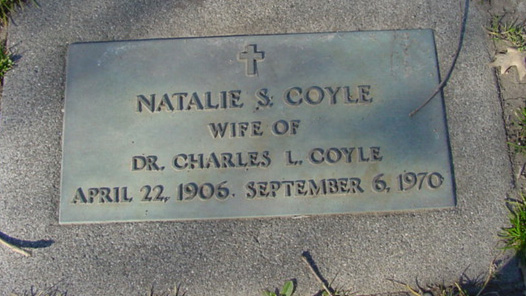 NATALIE S. COYLE
WIFE OF
DR. CHARLES L. COYLE
APRIL 22, 1906. SEPTEMBER 6, 1970